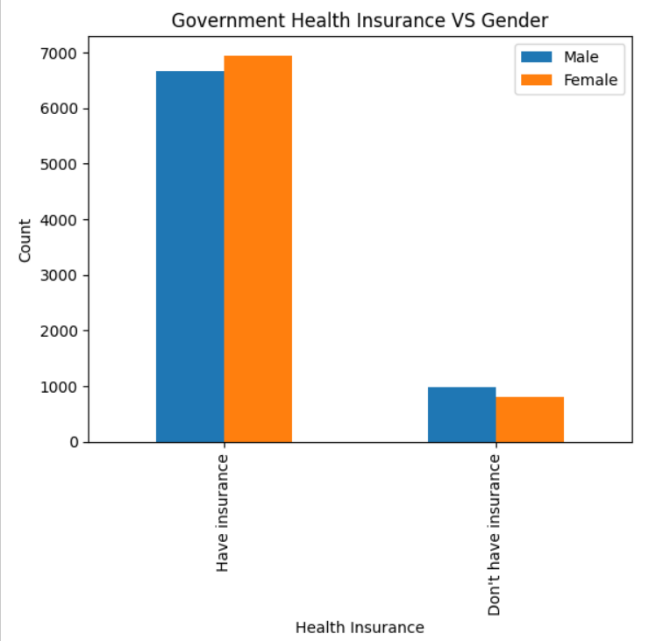 Government Health Insurance VS Gender
Male
Female
7000
6000
5000
4000
3000
2000
1000
0
Count
Have insurance
Don't have insurance
Health Insurance